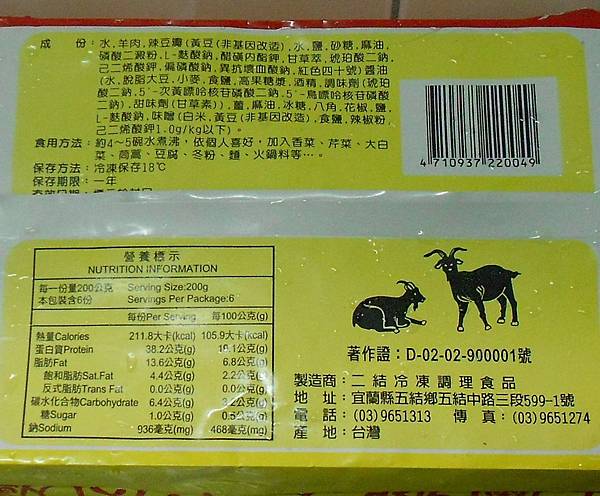 成　份：水,羊肉,辣豆瓣(黃豆(非基因改造),水,鹽,砂糖,麻油,
磷酸二澱粉,L-麩酸鈉,醋磺內酯鉀,甘草萃,琥珀酸二鈉,
己二烯酸鉀,偏磷酸鈉,異抗壞血酸鈉,紅色四十號)醬油
(水,脫脂大豆,小麥,食鹽,高果糖漿,酒精,調味劑(琥珀
酸二鈉,5'-次黃嘌呤核苷磷酸二鈉,5'-鳥嘌呤核苷磷酸
二鈉),甜味劑(甘草素)),薑,麻油,冰糖,八角,花椒,鹽,
L-麩酸鈉,味噌(白米,黃豆(非基因改造),食鹽,辣椒粉,
己二烯酸鉀1.0g/kg以下)。
食用方法：約4~5碗水煮沸，依個人喜好，加入香菜、芹菜、大白
菜、茼蒿、豆腐、冬粉、麵、火鍋料等…。
保存方法：冷凍保存18℃
保存期限：一年
4 710937 220049
營養標示
NUTRITION INFORMATION
每一份量200公克 Serving Size:200g
本包裝含6份 Servings Per Package:6
每份Per Serving 每100公克(g)
熱量Calories 211.8大卡(kcal) 105.9大卡(kcal)
蛋白質Protein 38.2公克(g) 19.1公克(g)
脂肪Fat 13.6公克(g) 6.8公克(g)
飽和脂肪Sat.Fat 4.4公克(g) 2.2公克(g)
反式脂肪Trans Fat 0.0公克(g) 0.0公克(g)
碳水化合物Carbohydrate 6.4公克(g) 3.2公克(g)
糖Sugar 1.0公克(g) 0.5公克(g)
鈉Sodium 936毫克(mg) 468毫克(mg)
著作證：D-02-02-990001號
製造商：二結冷凍調理食品
地　址：宜蘭縣五結鄉五結中路三段599-1號
電　話：(03)9651313　傳　真：(03)9651274
產　地：台灣